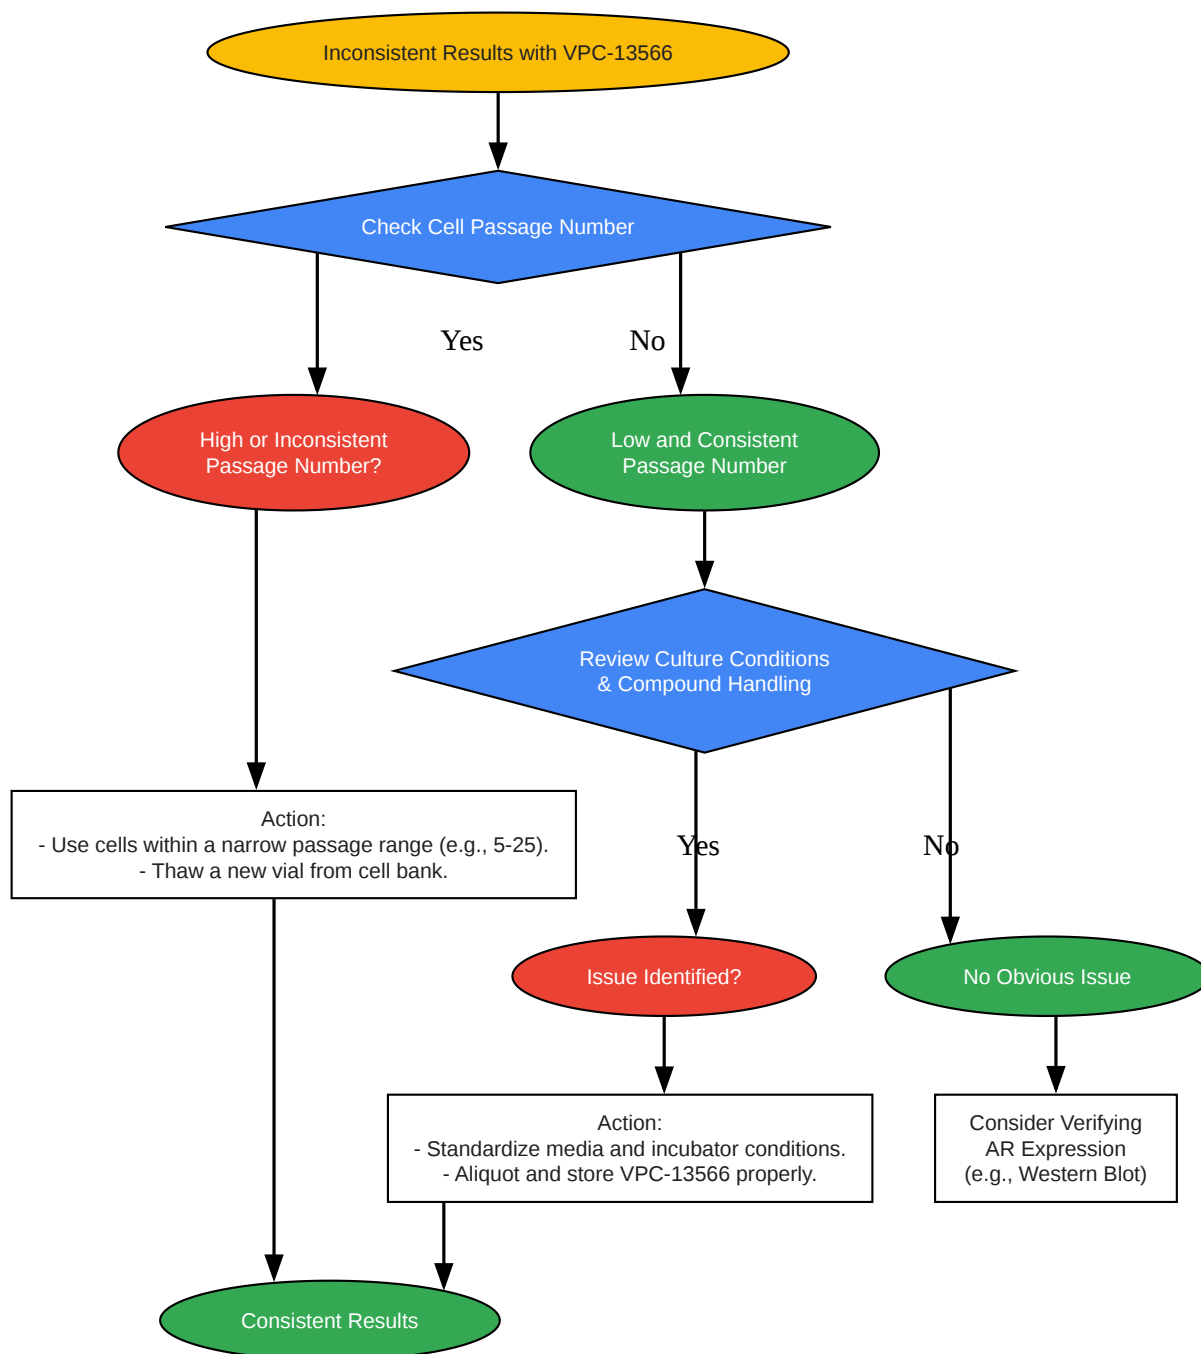 Inconsistent Results with VPC-13566
Check Cell Passage Number
Yes
No
High or Inconsistent
Passage Number?
Low and Consistent
Passage Number
Review Culture Conditions
& Compound Handling
Action:
- Use cells within a narrow passage range (e.g., 5-25).
- Thaw a new vial from cell bank.
Yes
No
Issue Identified?
No Obvious Issue
Action:
- Standardize media and incubator conditions.
- Aliquot and store VPC-13566 properly.
Consider Verifying
AR Expression
(e.g., Western Blot)
Consistent Results